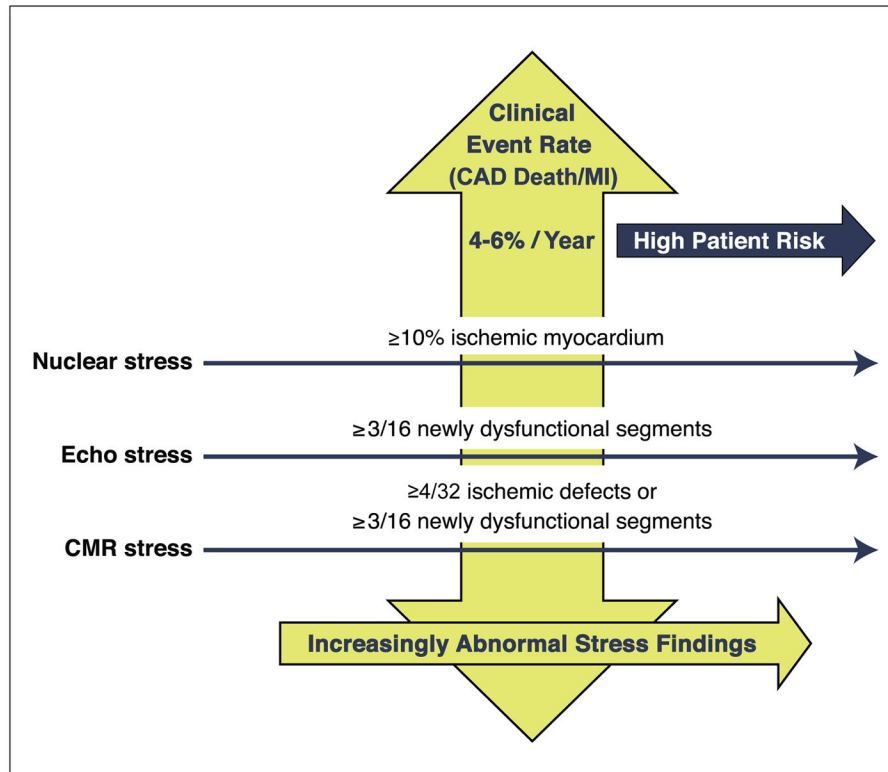 Clinical
Event Rate
(CAD Death/MI)
4-6% / Year
High Patient Risk
≥10% ischemic myocardium
Nuclear stress
≥3/16 newly dysfunctional segments
Echo stress
≥4/32 ischemic defects or
≥3/16 newly dysfunctional segments
CMR stress
Increasingly Abnormal Stress Findings